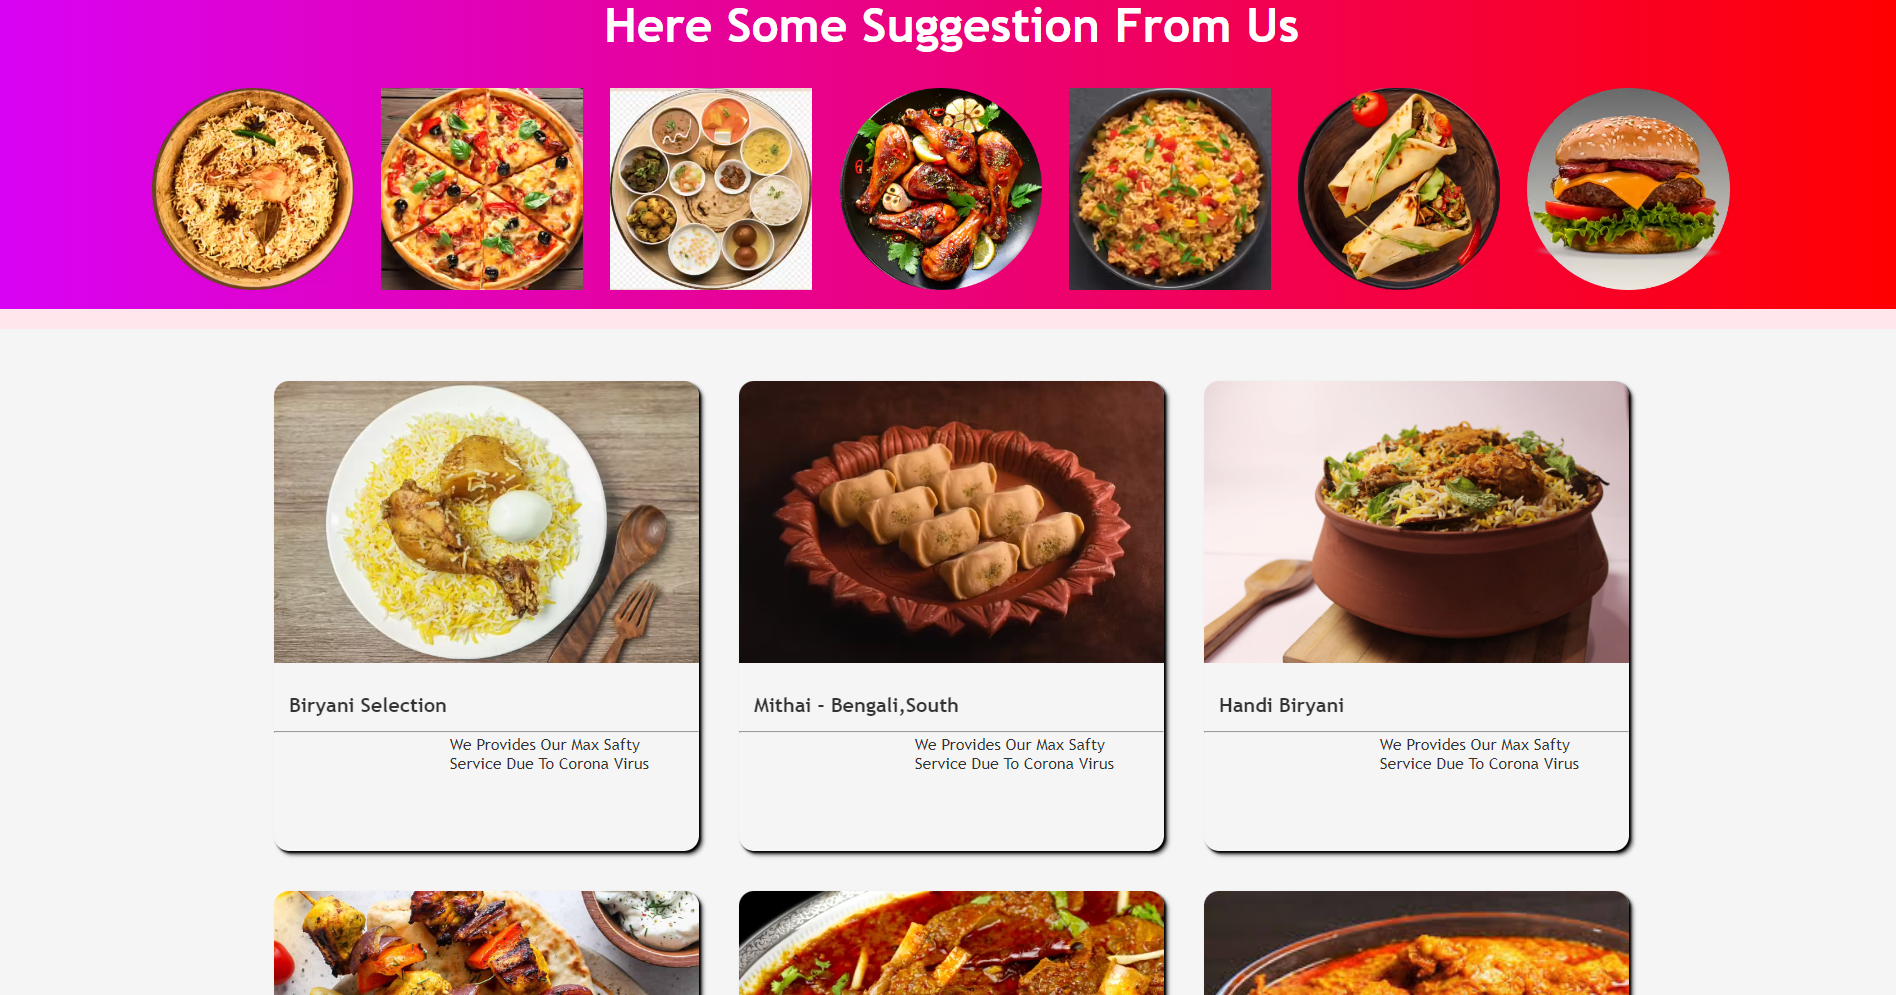 Here Some Suggestion From Us
Biryani Selection
We Provides Our Max Safty
Service Due To Corona Virus
Mithai - Bengali,South
We Provides Our Max Safty
Service Due To Corona Virus
Handi Biryani
We Provides Our Max Safty
Service Due To Corona Virus